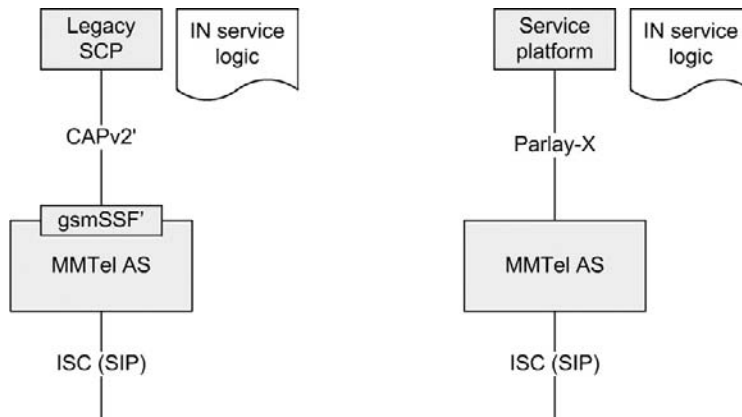 Legacy
SCP
IN service
logic
CAPv2'
gsmSSF'
MMTel AS
ISC (SIP)
Service
platform
IN service
logic
Parlay-X
MMTel AS
ISC (SIP)